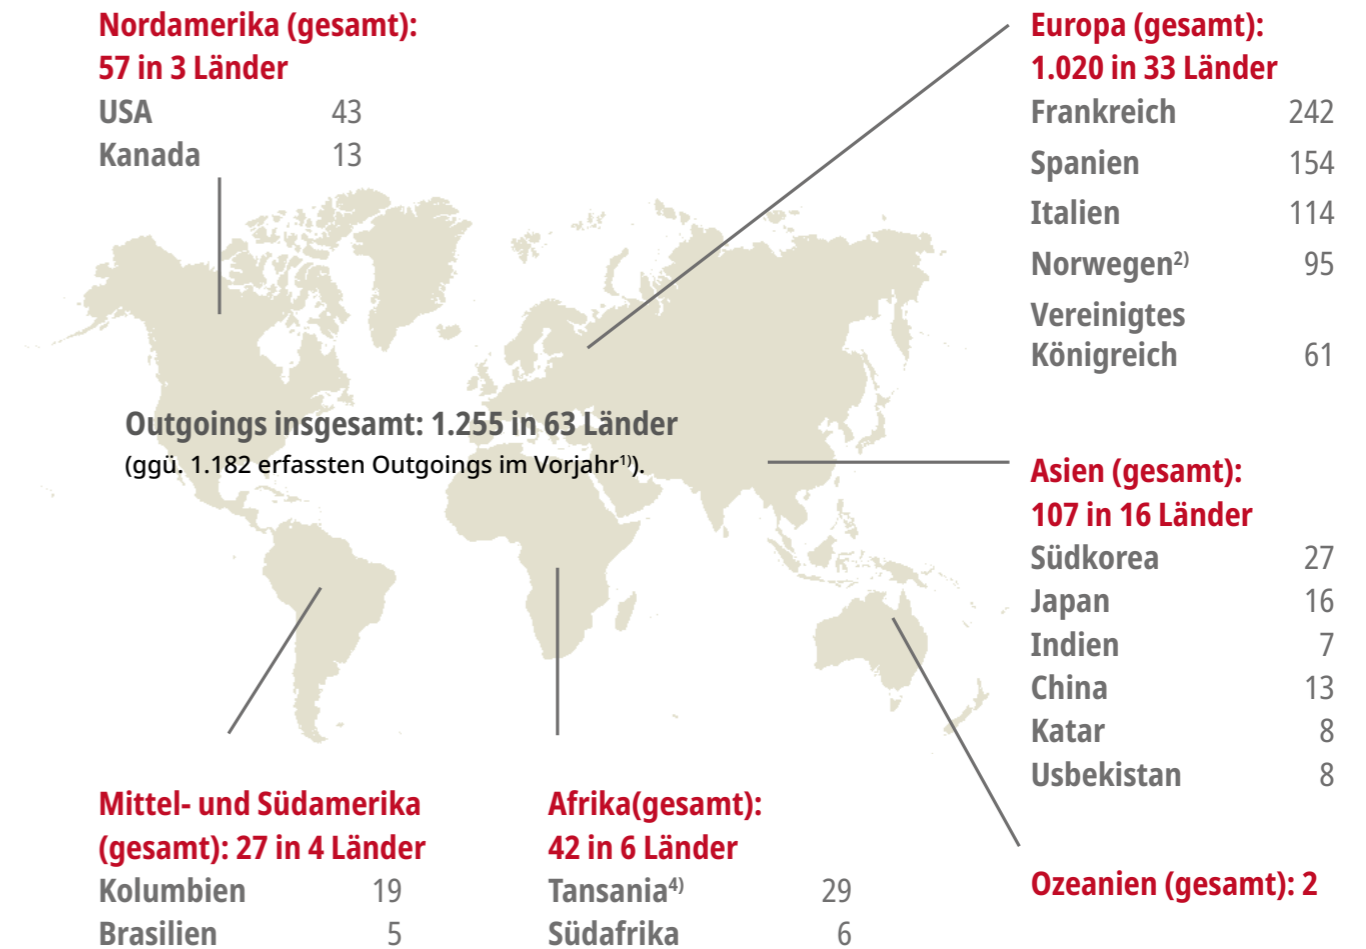 Nordamerika (gesamt):
57 in 3 Länder
USA 43
Kanada 13
Europa (gesamt):
1.020 in 33 Länder
Frankreich 242
Spanien 154
Italien 114
Norwegen²⁾ 95
Vereinigtes
Königreich 61
Outgoings insgesamt: 1.255 in 63 Länder
(ggü. 1.182 erfassten Outgoings im Vorjahr¹⁾).
Asien (gesamt):
107 in 16 Länder
Südkorea 27
Japan 16
Indien 7
China 13
Katar 8
Usbekistan 8
Mittel- und Südamerika
(gesamt): 27 in 4 Länder
Kolumbien 19
Brasilien 5
Afrika(gesamt):
42 in 6 Länder
Tansania⁴⁾ 29
Südafrika 6
Ozeanien (gesamt): 2